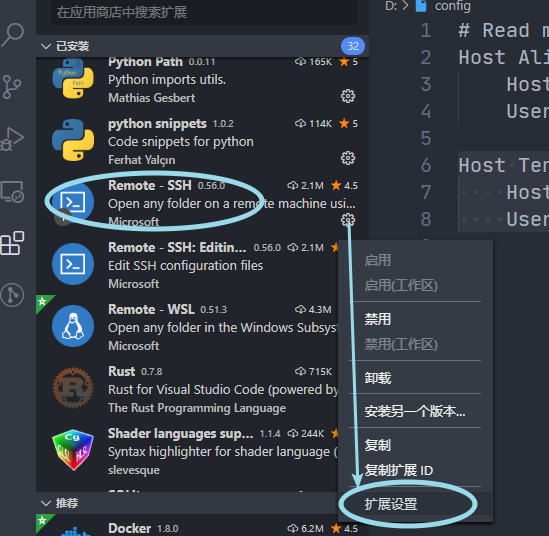 在应用商店中搜索扩展
已安装
32
Python Path 0.0.11 165K 5
Python imports utils.
Mathias Gesbert
python snippets 1.0.2 114K 5
Code snippets for python
Ferhat Yalçın
Remote - SSH 0.56.0 2.1M 4.5
Open any folder on a remote machine usi...
Microsoft
Remote - SSH: Editin... 0.56.0 2.1M
Edit SSH configuration files
Microsoft
Remote - WSL 0.51.3 4.3M
Open any folder in the Windows Subsyst
Microsoft
Rust 0.7.8 715K
Rust for Visual Studio Code (powered by
The Rust Programming Language
Shader languages sup... 1.1.4 244K
Syntax highlighter for shader language (
slevesque
推荐
Docker 1.8.0 6.2M 4.5
启用
启用(工作区)
禁用
禁用(工作区)
卸载
安装另一个版本...
复制
复制扩展 ID
扩展设置
D: > config
1 # Read m
2 Host Ali
3 Host
4 User
5
6 Host Ter
7 Host
8 User